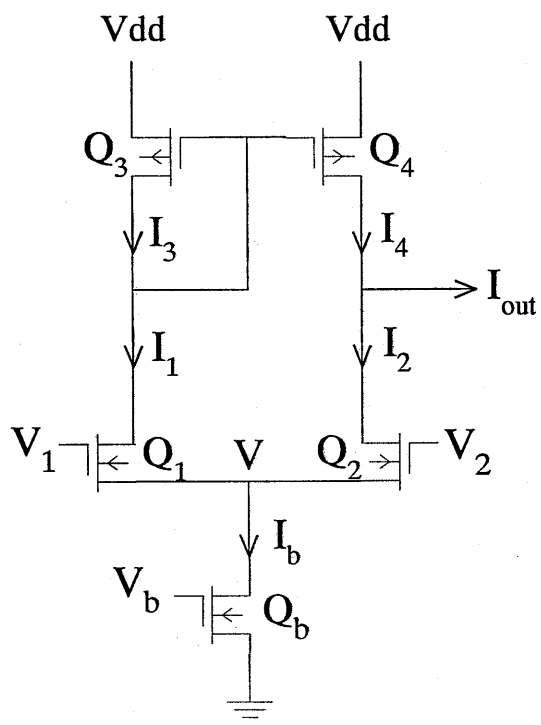 Vdd Vdd
Q3 Q4
I3 I4
Iout
I1 I2
V1 Q1 V Q2 V2
Ib
Vb Qb